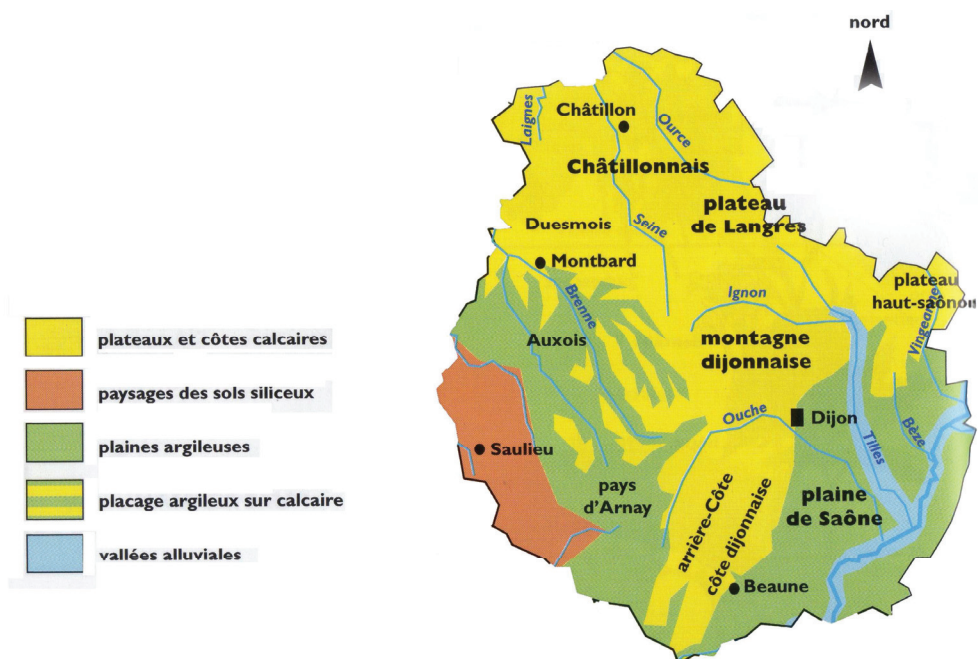 nord
Laignes
Châtillon
Ource
Châtillonnais
plateau
de Langres
Seine
Duesmois
Montbard
plateau
haut-saônois
Vingeanne
Brenne
Ignon
Auxois
montagne
dijonnaise
Ouche
Dijon
Tilles
Bèze
Saulieu
pays
d'Arnay
arrière-Côte
côte dijonnaise
plaine
de Saône
Beaune
plateaux et côtes calcaires
paysages des sols siliceux
plaines argileuses
placage argileux sur calcaire
vallées alluviales